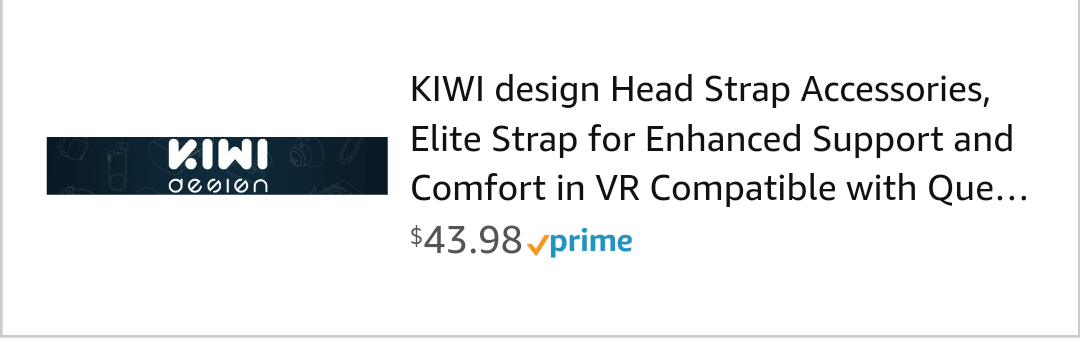 KIWI
design
KIWI design Head Strap Accessories,
Elite Strap for Enhanced Support and
Comfort in VR Compatible with Que...
$43.98 prime